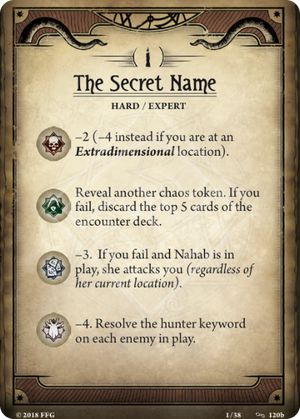 The Secret Name
HARD / EXPERT
–2 (–4 instead if you are at an
Extradimensional location).
Reveal another chaos token. If you
fail, discard the top 5 cards of the
encounter deck.
–3. If you fail and Nahab is in
play, she attacks you (regardless of
her current location).
–4. Resolve the hunter keyword
on each enemy in play.
© 2018 FFG
1/38
120b